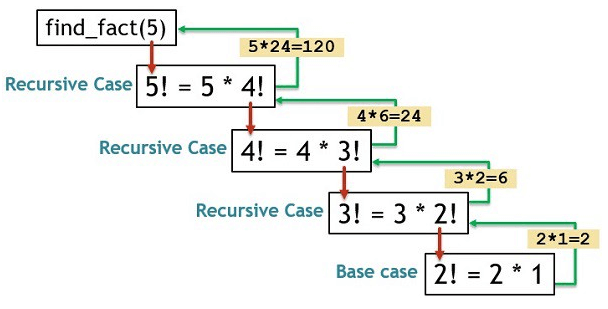 find_fact(5)
5*24=120
Recursive Case
5! = 5 * 4!
4*6=24
Recursive Case
4! = 4 * 3!
3*2=6
Recursive Case
3! = 3 * 2!
2*1=2
Base case
2! = 2 * 1